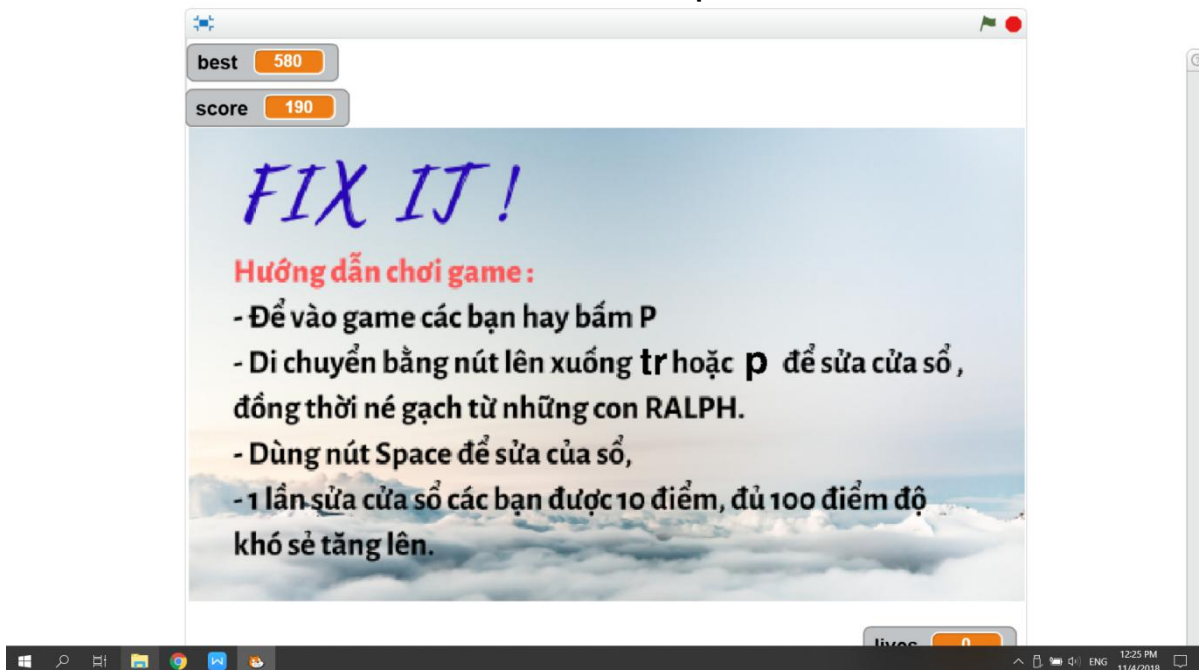 best 580
score 190
FIX IT !
Hướng dẫn chơi game :
- Để vào game các bạn hay bấm P
- Di chuyển bằng nút lên xuống tr hoặc p để sửa cửa sổ ,
đồng thời né gạch từ những con RALPH.
- Dùng nút Space để sửa của sổ,
- 1 lần sửa cửa sổ các bạn được 10 điểm, đủ 100 điểm độ
khó sẻ tăng lên.
lives 0
ENG
12:25 PM
11/4/2018